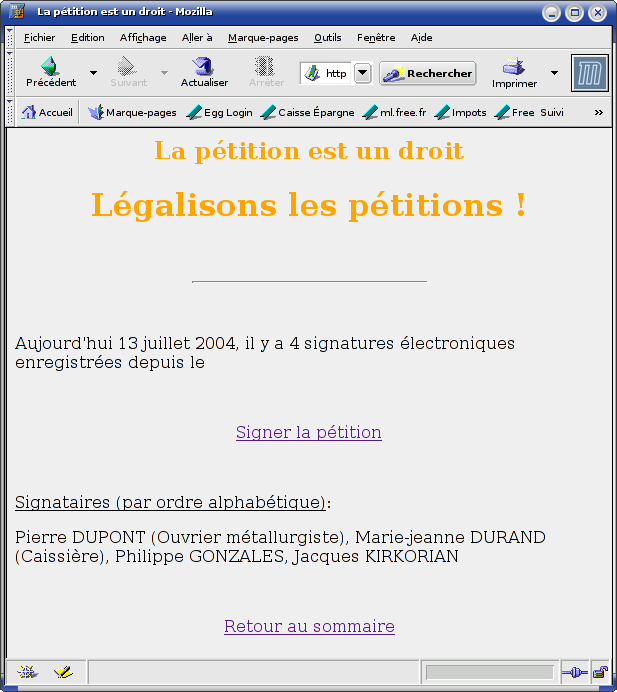 La pétition est un droit - Mozilla
Fichier Edition Affichage Aller à Marque-pages Outils Fenêtre Aide
Précédent Suivant Actualiser Arrêter http Rechercher Imprimer
Accueil Marque-pages Egg Login Caisse Épargne ml.free.fr Impots Free Suivi »
La pétition est un droit
Légalisons les pétitions !
Aujourd'hui 13 juillet 2004, il y a 4 signatures électroniques
enregistrées depuis le
Signer la pétition
Signataires (par ordre alphabétique):
Pierre DUPONT (Ouvrier métallurgiste), Marie-jeanne DURAND
(Caissière), Philippe GONZALES, Jacques KIRKORIAN
Retour au sommaire